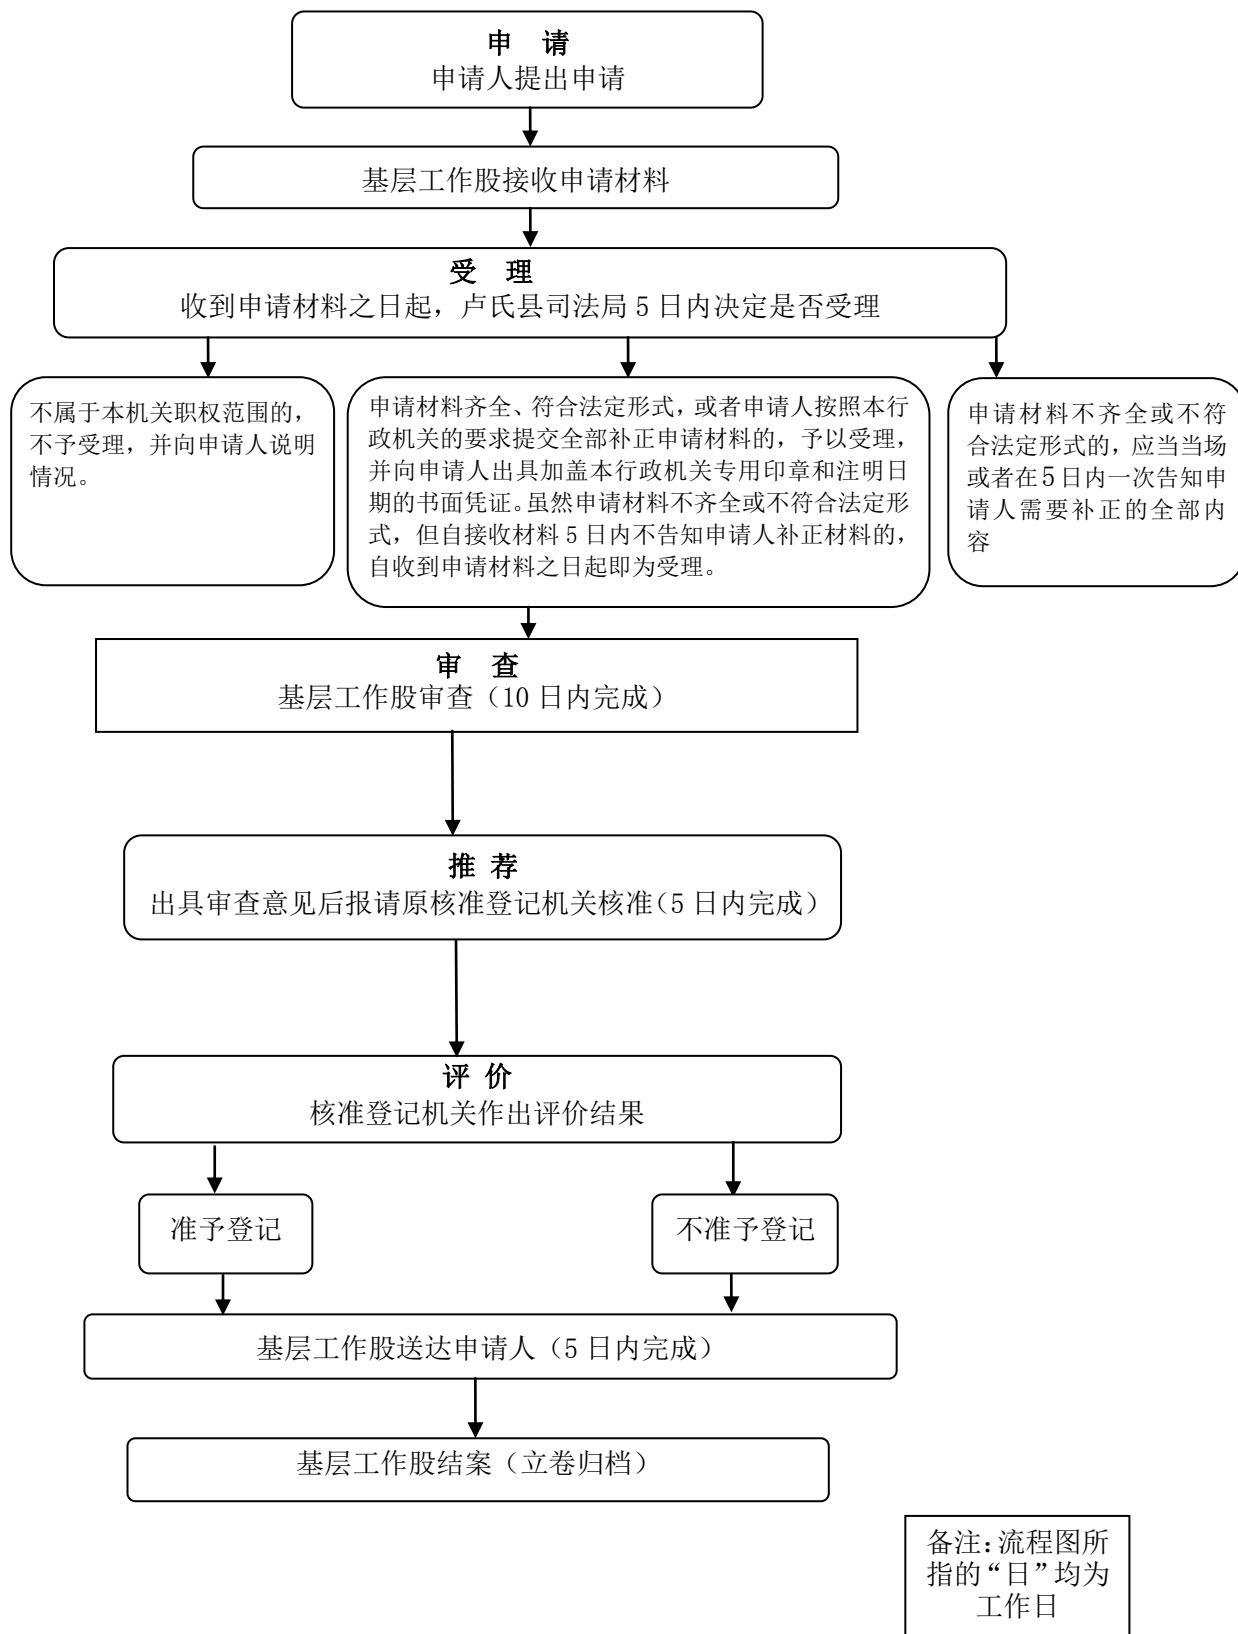 申 请
申请人提出申请
基层工作股接收申请材料
受 理
收到申请材料之日起，卢氏县司法局 5 日内决定是否受理
不属于本机关职权范围的，
不予受理，并向申请人说明
情况。
申请材料齐全、符合法定形式，或者申请人按照本行
政机关的要求提交全部补正申请材料的，予以受理，
并向申请人出具加盖本行政机关专用印章和注明日
期的书面凭证。虽然申请材料不齐全或不符合法定形
式，但自接收材料 5 日内不告知申请人补正材料的，
自收到申请材料之日起即为受理。
申请材料不齐全或不符
合法定形式的，应当当场
或者在 5 日内一次告知申
请人需要补正的全部内
容
审 查
基层工作股审查（10 日内完成）
推 荐
出具审查意见后报请原核准登记机关核准（5 日内完成）
评 价
核准登记机关作出评价结果
准予登记
不准予登记
基层工作股送达申请人（5 日内完成）
基层工作股结案（立卷归档）
备注：流程图所
指的“日”均为
工作日